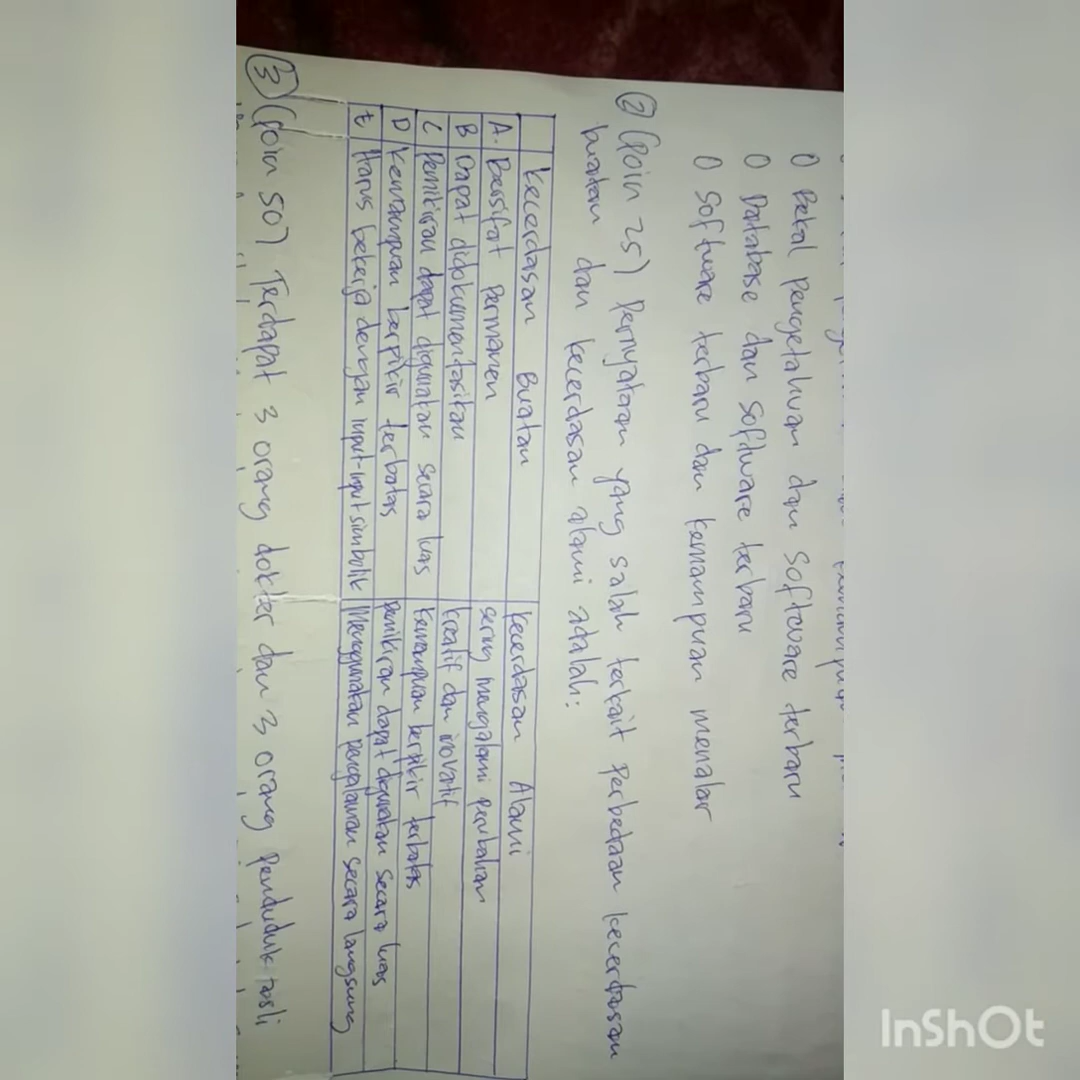 O Bekal pengetahuan dan software terbaru
O Database dan software terbaru
O Software terbaru dan kemampuan menalar
② (Poin 25) Pernyataan yang salah terkait perbedaan kecerdasan
buatan dan kecerdasan alami adalah:
Kecerdasan Buatan Kecerdasan Alami
A. Bersifat permanen sering mengalami perubahan
B Dapat didokumentasikan kreatif dan inovatif
C Pemikiran dapat digunakan secara luas Kemampuan berpikir terbatas
D Kemampuan berpikir terbatas Pemikiran dapat digunakan secara luas
E Harus bekerja dengan input-input simbolik Menggunakan pengalaman secara langsung
③ (Poin 50) Terdapat 3 orang dokter dan 3 orang penduduk asli
InShOt